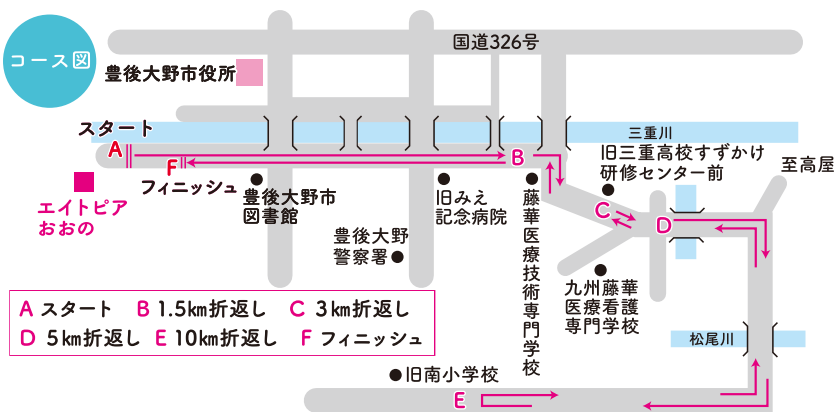 コース図
国道326号
豊後大野市役所
スタート
A
F
フィニッシュ
B
三重川
旧三重高校すずかけ
研修センター前
至高屋
エイトピア
おおの
豊後大野市
図書館
旧みえ
記念病院
藤華医療技術専門学校
C
D
豊後大野
警察署
九州藤華
医療看護
専門学校
松尾川
A スタート B 1.5km折返し C 3km折返し
D 5km折返し E 10km折返し F フィニッシュ
旧南小学校
E